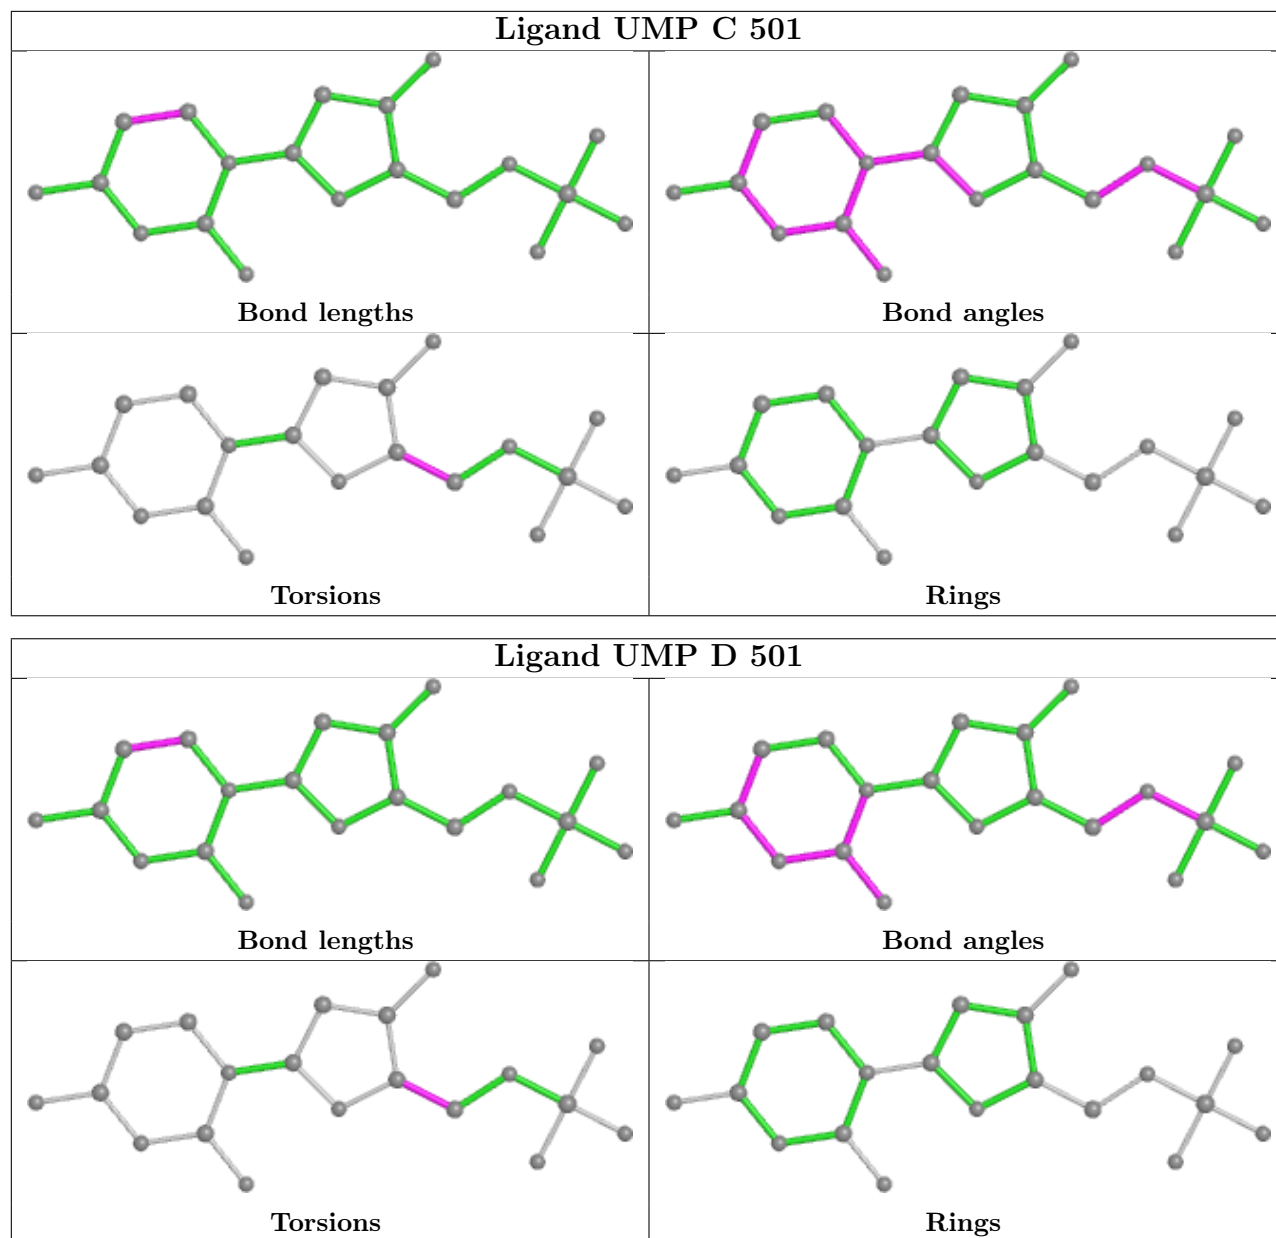 Ligand UMP C 501
Bond lengths
Bond angles
Torsions
Rings
Ligand UMP D 501
Bond lengths
Bond angles
Torsions
Rings